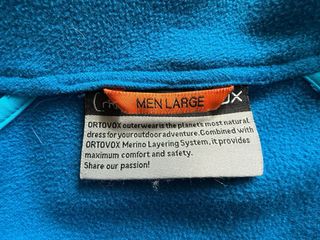 MEN LARGE
OX
ORTOVOX outerwear is the planets most natural
dress for your outdoor adventure. Combined with
ORTOVOX Merino Layering System, it provides
maximum comfort and safety.
Share our passion!